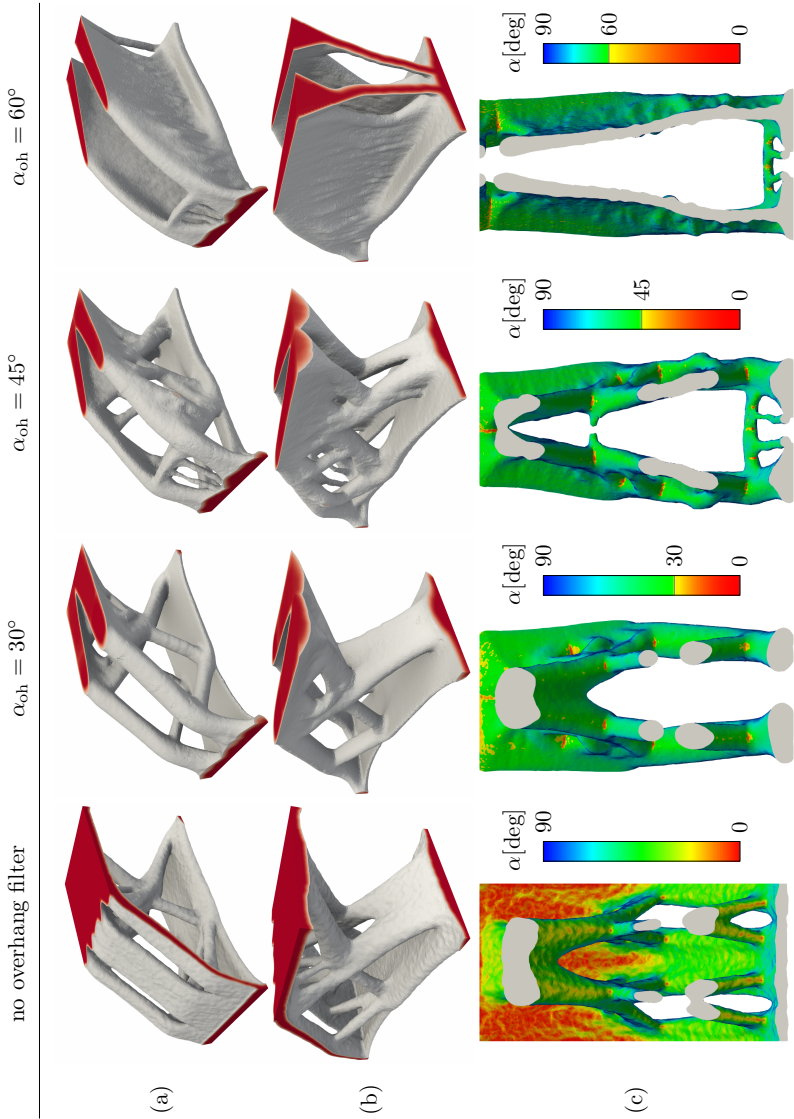 no overhang filter
α_oh = 30°
α_oh = 45°
α_oh = 60°
(a)
(b)
(c)
α[deg]
90
0
α[deg]
90
30
0
α[deg]
90
45
0
α[deg]
90
60
0